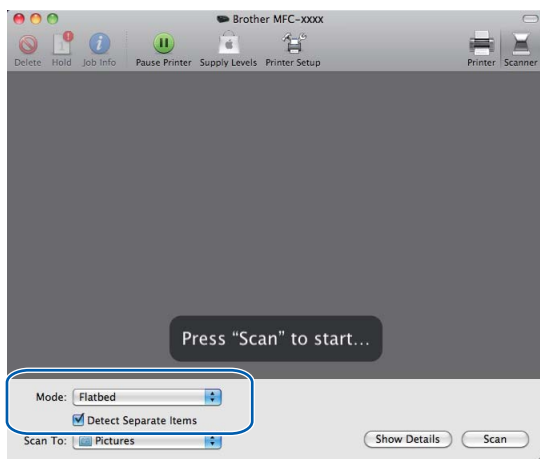 Brother MFC-xxxx
Delete Hold Job Info Pause Printer Supply Levels Printer Setup Printer Scanner
Press “Scan” to start...
Mode: Flatbed
Detect Separate Items
Scan To: Pictures Show Details Scan